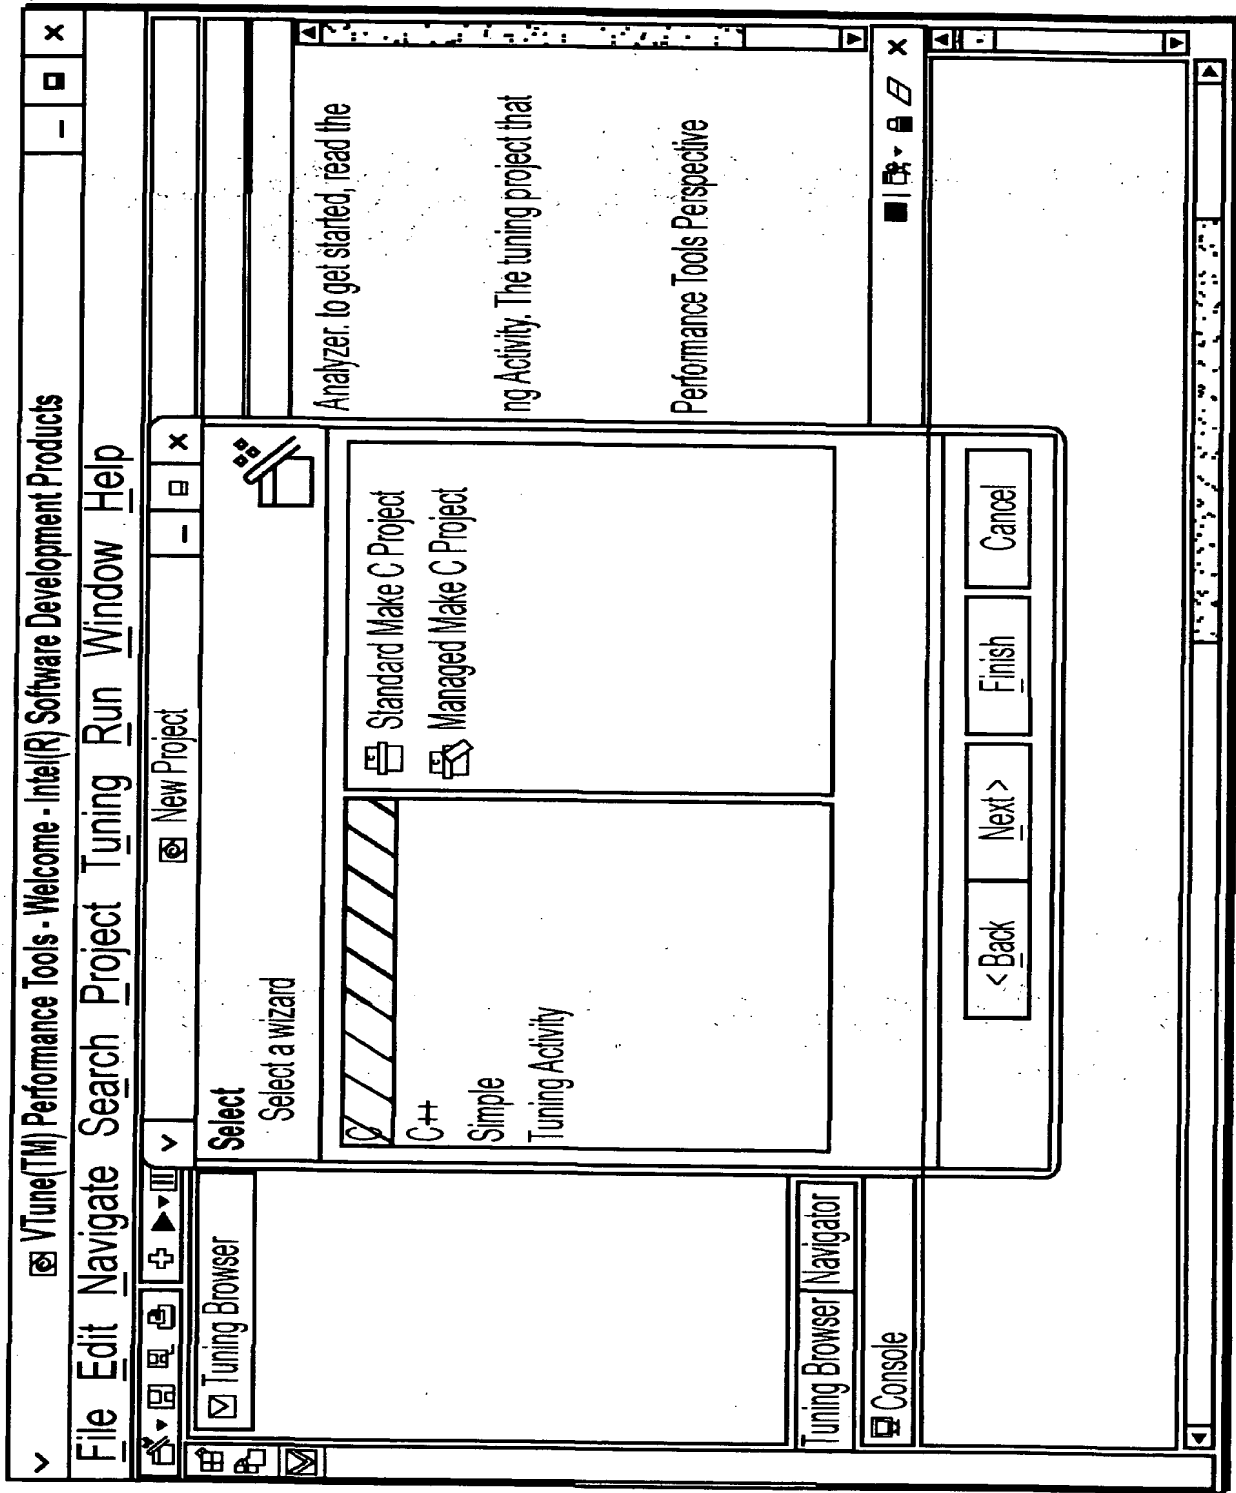 VTune(TM) Performance Tools - Welcome - Intel(R) Software Development Products
File Edit Navigate Search Project Tuning Run Window Help
New Project
Select
Select a wizard
C
C++
Simple
Tuning Activity
Standard Make C Project
Managed Make C Project
< Back Next > Finish Cancel
Tuning Browser
Analyzer. to get started, read the
ng Activity. The tuning project that
Performance Tools Perspective
Tuning Browser Navigator
Console